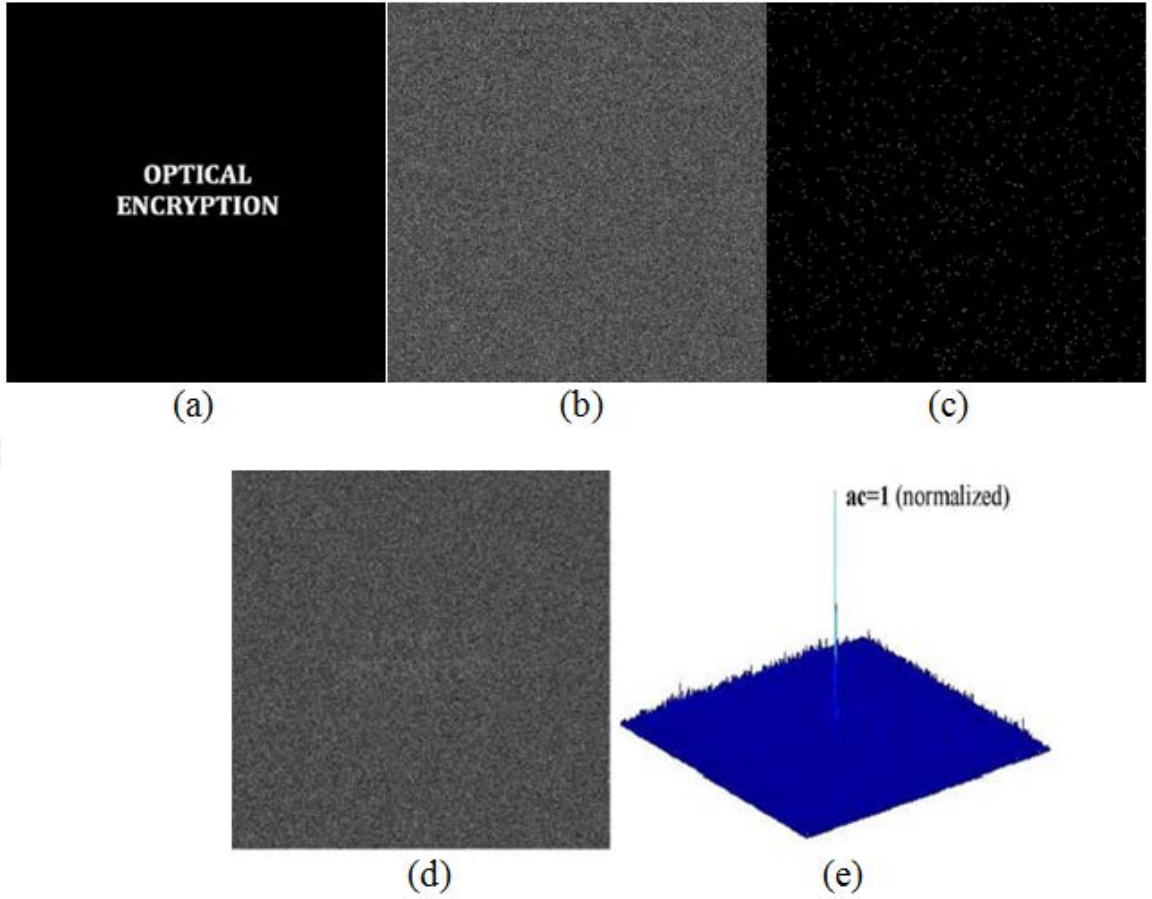 OPTICAL
ENCRYPTION
(a)
(b)
(c)
ac=1 (normalized)
(d)
(e)